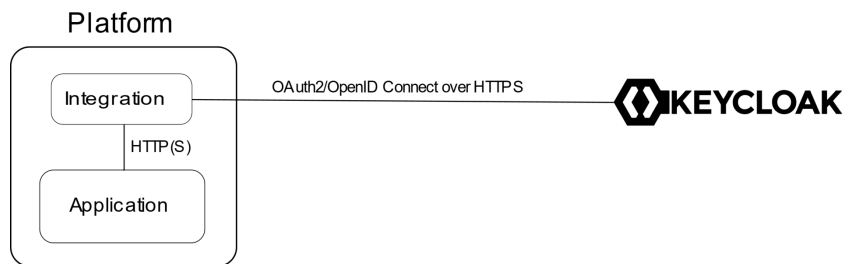 Platform
Integration
OAuth2/OpenID Connect over HTTPS
KEYCLOAK
HTTP(S)
Application